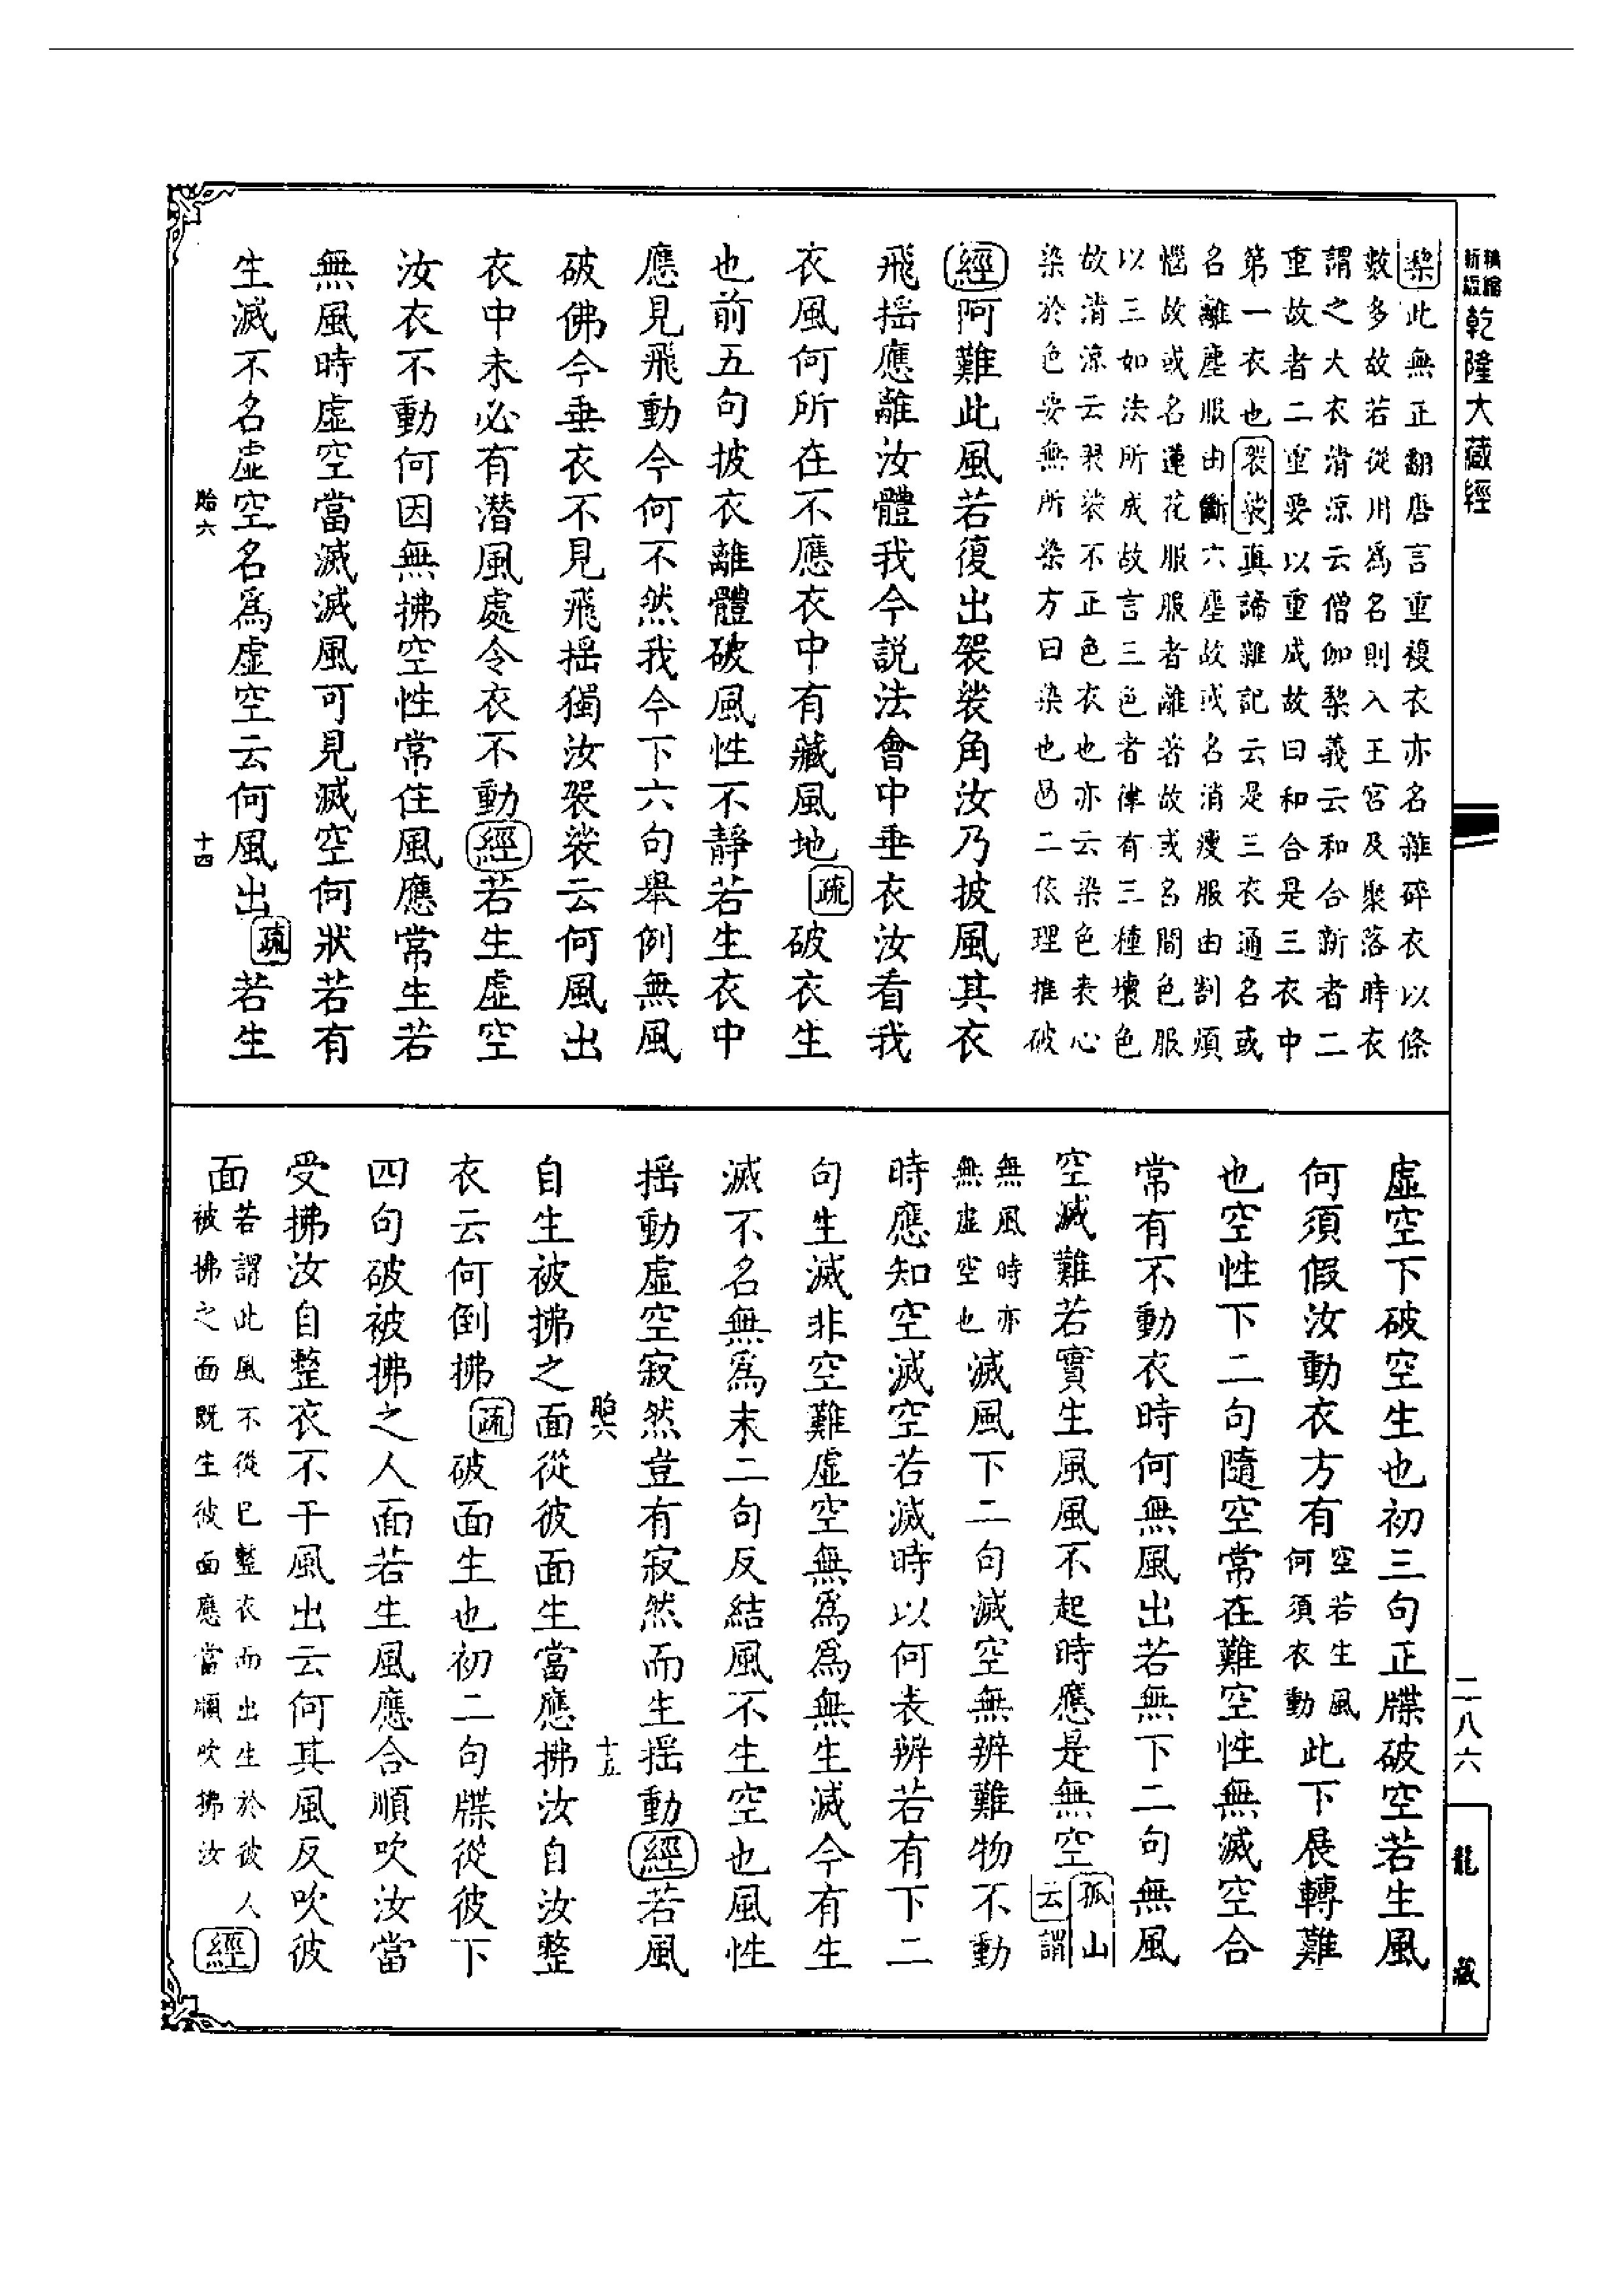 乾隆大藏經
黎此無正翻唐言重複衣亦名雜碎衣以條
數多故若從用爲名則入王宮及聚落時衣
謂之大衣清涼云僧伽黎義云和合新者二
重故者二重要以重成故曰和合是三衣中
第一衣也袈裟真諦雜記云是三衣通名或
名離塵服由斷六塵故或名消瘦服由割煩
惱故或名蓮花服服者離著故或名間色服
以三如法所成故言三色者律有三種壞色
故清涼云袈裟不正色衣也亦云染色表心
染於色妄無所染方曰染也㘞二依理推破
經阿難此風若復出袈裟角汝乃披風其衣
飛搖應離汝體我今說法會中垂衣汝看我
衣風何所在不應衣中有藏風地疏破衣生
也前五句披衣離體破風性不靜若生衣中
應見飛動今何不然我今下六句舉例無風
破佛今垂衣不見飛搖獨汝袈裟云何風出
衣中未必有潛風處令衣不動經若生虛空
汝衣不動何因無拂空性常住風應常生若
無風時虛空當滅滅風可見滅空何狀若有
生滅不名虛空名爲虛空云何風出疏若生
貽六
十四
虛空下破空生也初三句正牒破空若生風
何須假汝動衣方有空若生風何須衣動此下展轉難
也空性下二句隨空常在難空性無滅空合
常有不動衣時何無風出若無下二句無風
空滅難若實生風風不起時應是無空孤山云謂
無風時亦無虛空也滅風下二句滅空無辨難物不動
時應知空滅空若滅時以何表辨若有下二
句生滅非空難虛空無爲爲無生滅今有生
滅不名無爲末二句反結風不生空也風性
搖動虛空寂然豈有寂然而生搖動經若風
貽六
十五
自生被拂之面從彼面生當應拂汝自汝整
衣云何倒拂疏破面生也初二句牒從彼下
四句破被拂之人面若生風應合順吹汝當
受拂汝自整衣不干風出云何其風反吹彼
面若謂此風不從已整衣而出生於彼人被拂之面既生彼面應當順吹拂汝經
二八六
龍藏